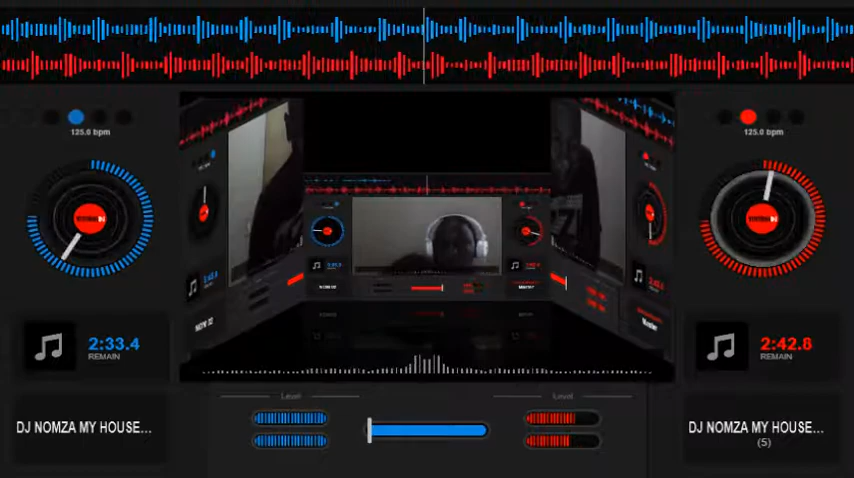 125.0 bpm
125.0 bpm
2:33.4
REMAIN
2:42.8
REMAIN
Level
Level
DJ NOMZA MY HOUSE...
DJ NOMZA MY HOUSE...
(5)